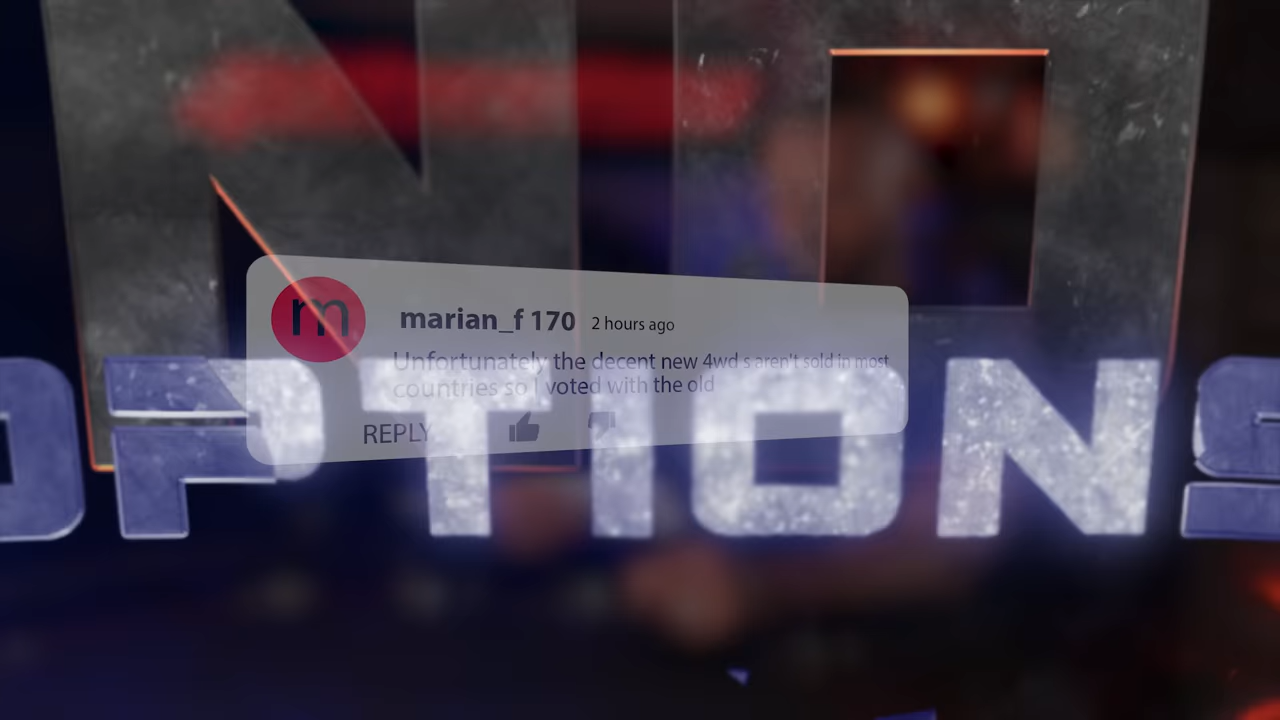 NO
marian_f 170 2 hours ago
Unfortunately the decent new 4wd s aren't sold in most
countries so I voted with the old
REPLY
OPTIONS